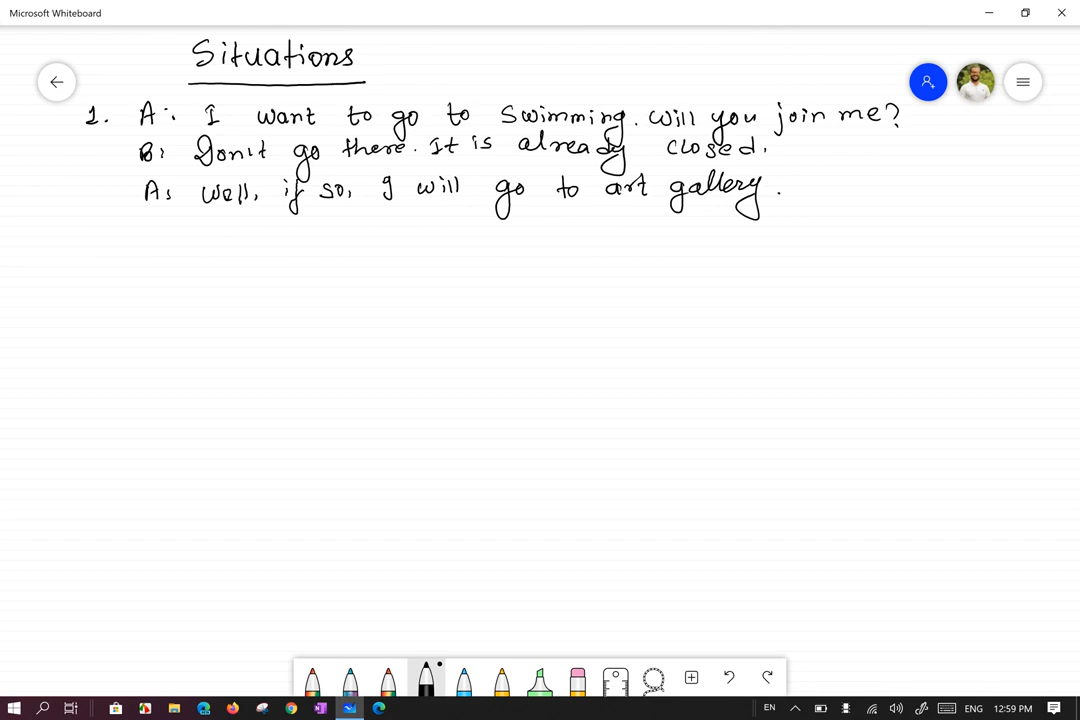 Microsoft Whiteboard
Situations
1. A: I want to go to swimming. Will you join me?
B: Don't go there. It is already closed.
A: Well, if so, I will go to art gallery.
EN
ENG
12:59 PM